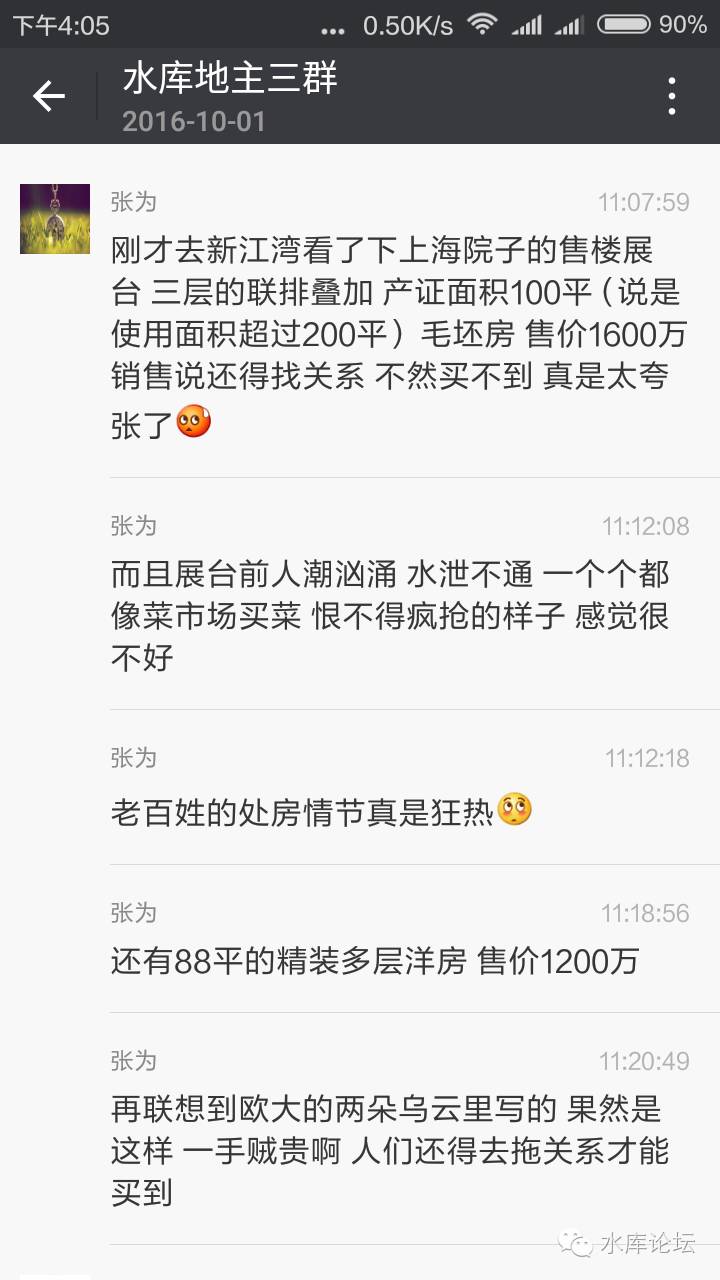 下午4:05
... 0.50K/s 90%
水库地主三群
2016-10-01
张为 11:07:59
刚才去新江湾看了下上海院子的售楼展
台 三层的联排叠加 产证面积100平（说是
使用面积超过200平）毛坯房 售价1600万
销售说还得找关系 不然买不到 真是太夸
张了
张为 11:12:08
而且展台前人潮汹涌 水泄不通 一个个都
像菜市场买菜 恨不得疯抢的样子 感觉很
不好
张为 11:12:18
老百姓的处房情节真是狂热
张为 11:18:56
还有88平的精装多层洋房 售价1200万
张为 11:20:49
再联想到欧大的两朵乌云里写的 果然是
这样 一手贼贵啊 人们还得去拖关系才能
买到
水库论坛